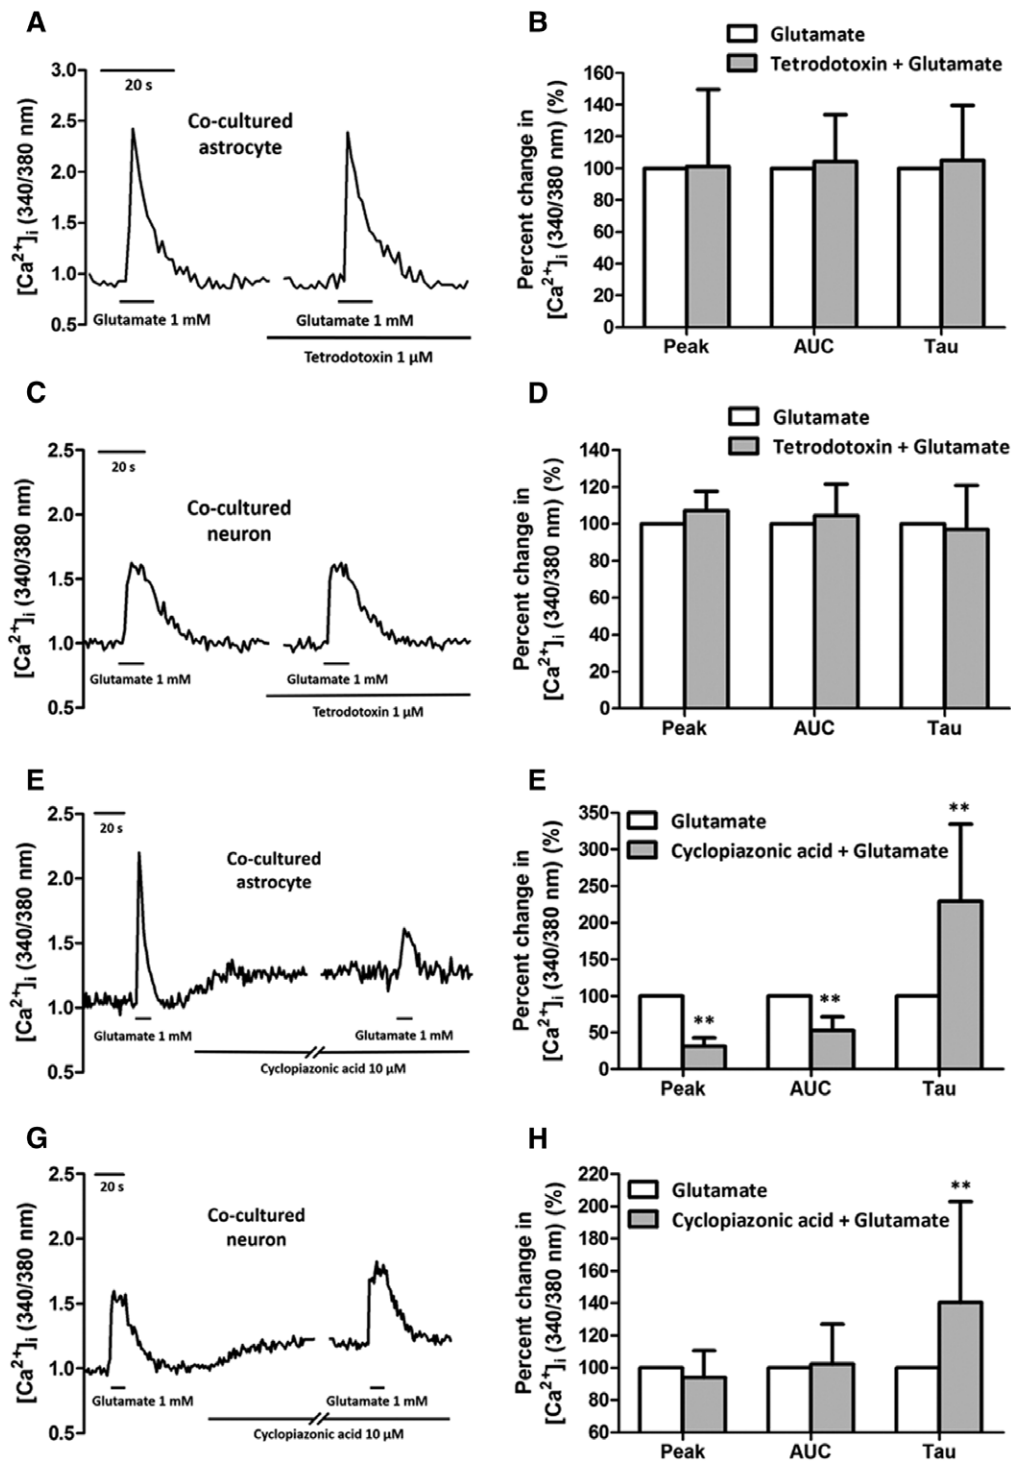 A
3.0
2.5
2.0
1.5
1.0
0.5
[Ca2+]i (340/380 nm)
20 s
Co-cultured
astrocyte
Glutamate 1 mM
Glutamate 1 mM
Tetrodotoxin 1 µM
B
Glutamate
Tetrodotoxin + Glutamate
Percent change in
[Ca2+]i (340/380 nm) (%)
160
140
120
100
80
60
40
20
0
Peak
AUC
Tau
C
2.5
2.0
1.5
1.0
0.5
[Ca2+]i (340/380 nm)
20 s
Co-cultured
neuron
Glutamate 1 mM
Glutamate 1 mM
Tetrodotoxin 1 µM
D
Glutamate
Tetrodotoxin + Glutamate
Percent change in
[Ca2+]i (340/380 nm) (%)
140
120
100
80
60
40
20
0
Peak
AUC
Tau
E
2.5
2.0
1.5
1.0
0.5
[Ca2+]i (340/380 nm)
20 s
Co-cultured
astrocyte
Glutamate 1 mM
Glutamate 1 mM
Cyclopiazonic acid 10 µM
E
Glutamate
Cyclopiazonic acid + Glutamate
Percent change in
[Ca2+]i (340/380 nm) (%)
350
300
250
200
150
100
50
0
**
**
**
Peak
AUC
Tau
G
2.5
2.0
1.5
1.0
0.5
[Ca2+]i (340/380 nm)
20 s
Co-cultured
neuron
Glutamate 1 mM
Glutamate 1 mM
Cyclopiazonic acid 10 µM
H
Glutamate
Cyclopiazonic acid + Glutamate
Percent change in
[Ca2+]i (340/380 nm) (%)
220
200
180
160
140
120
100
80
60
**
Peak
AUC
Tau